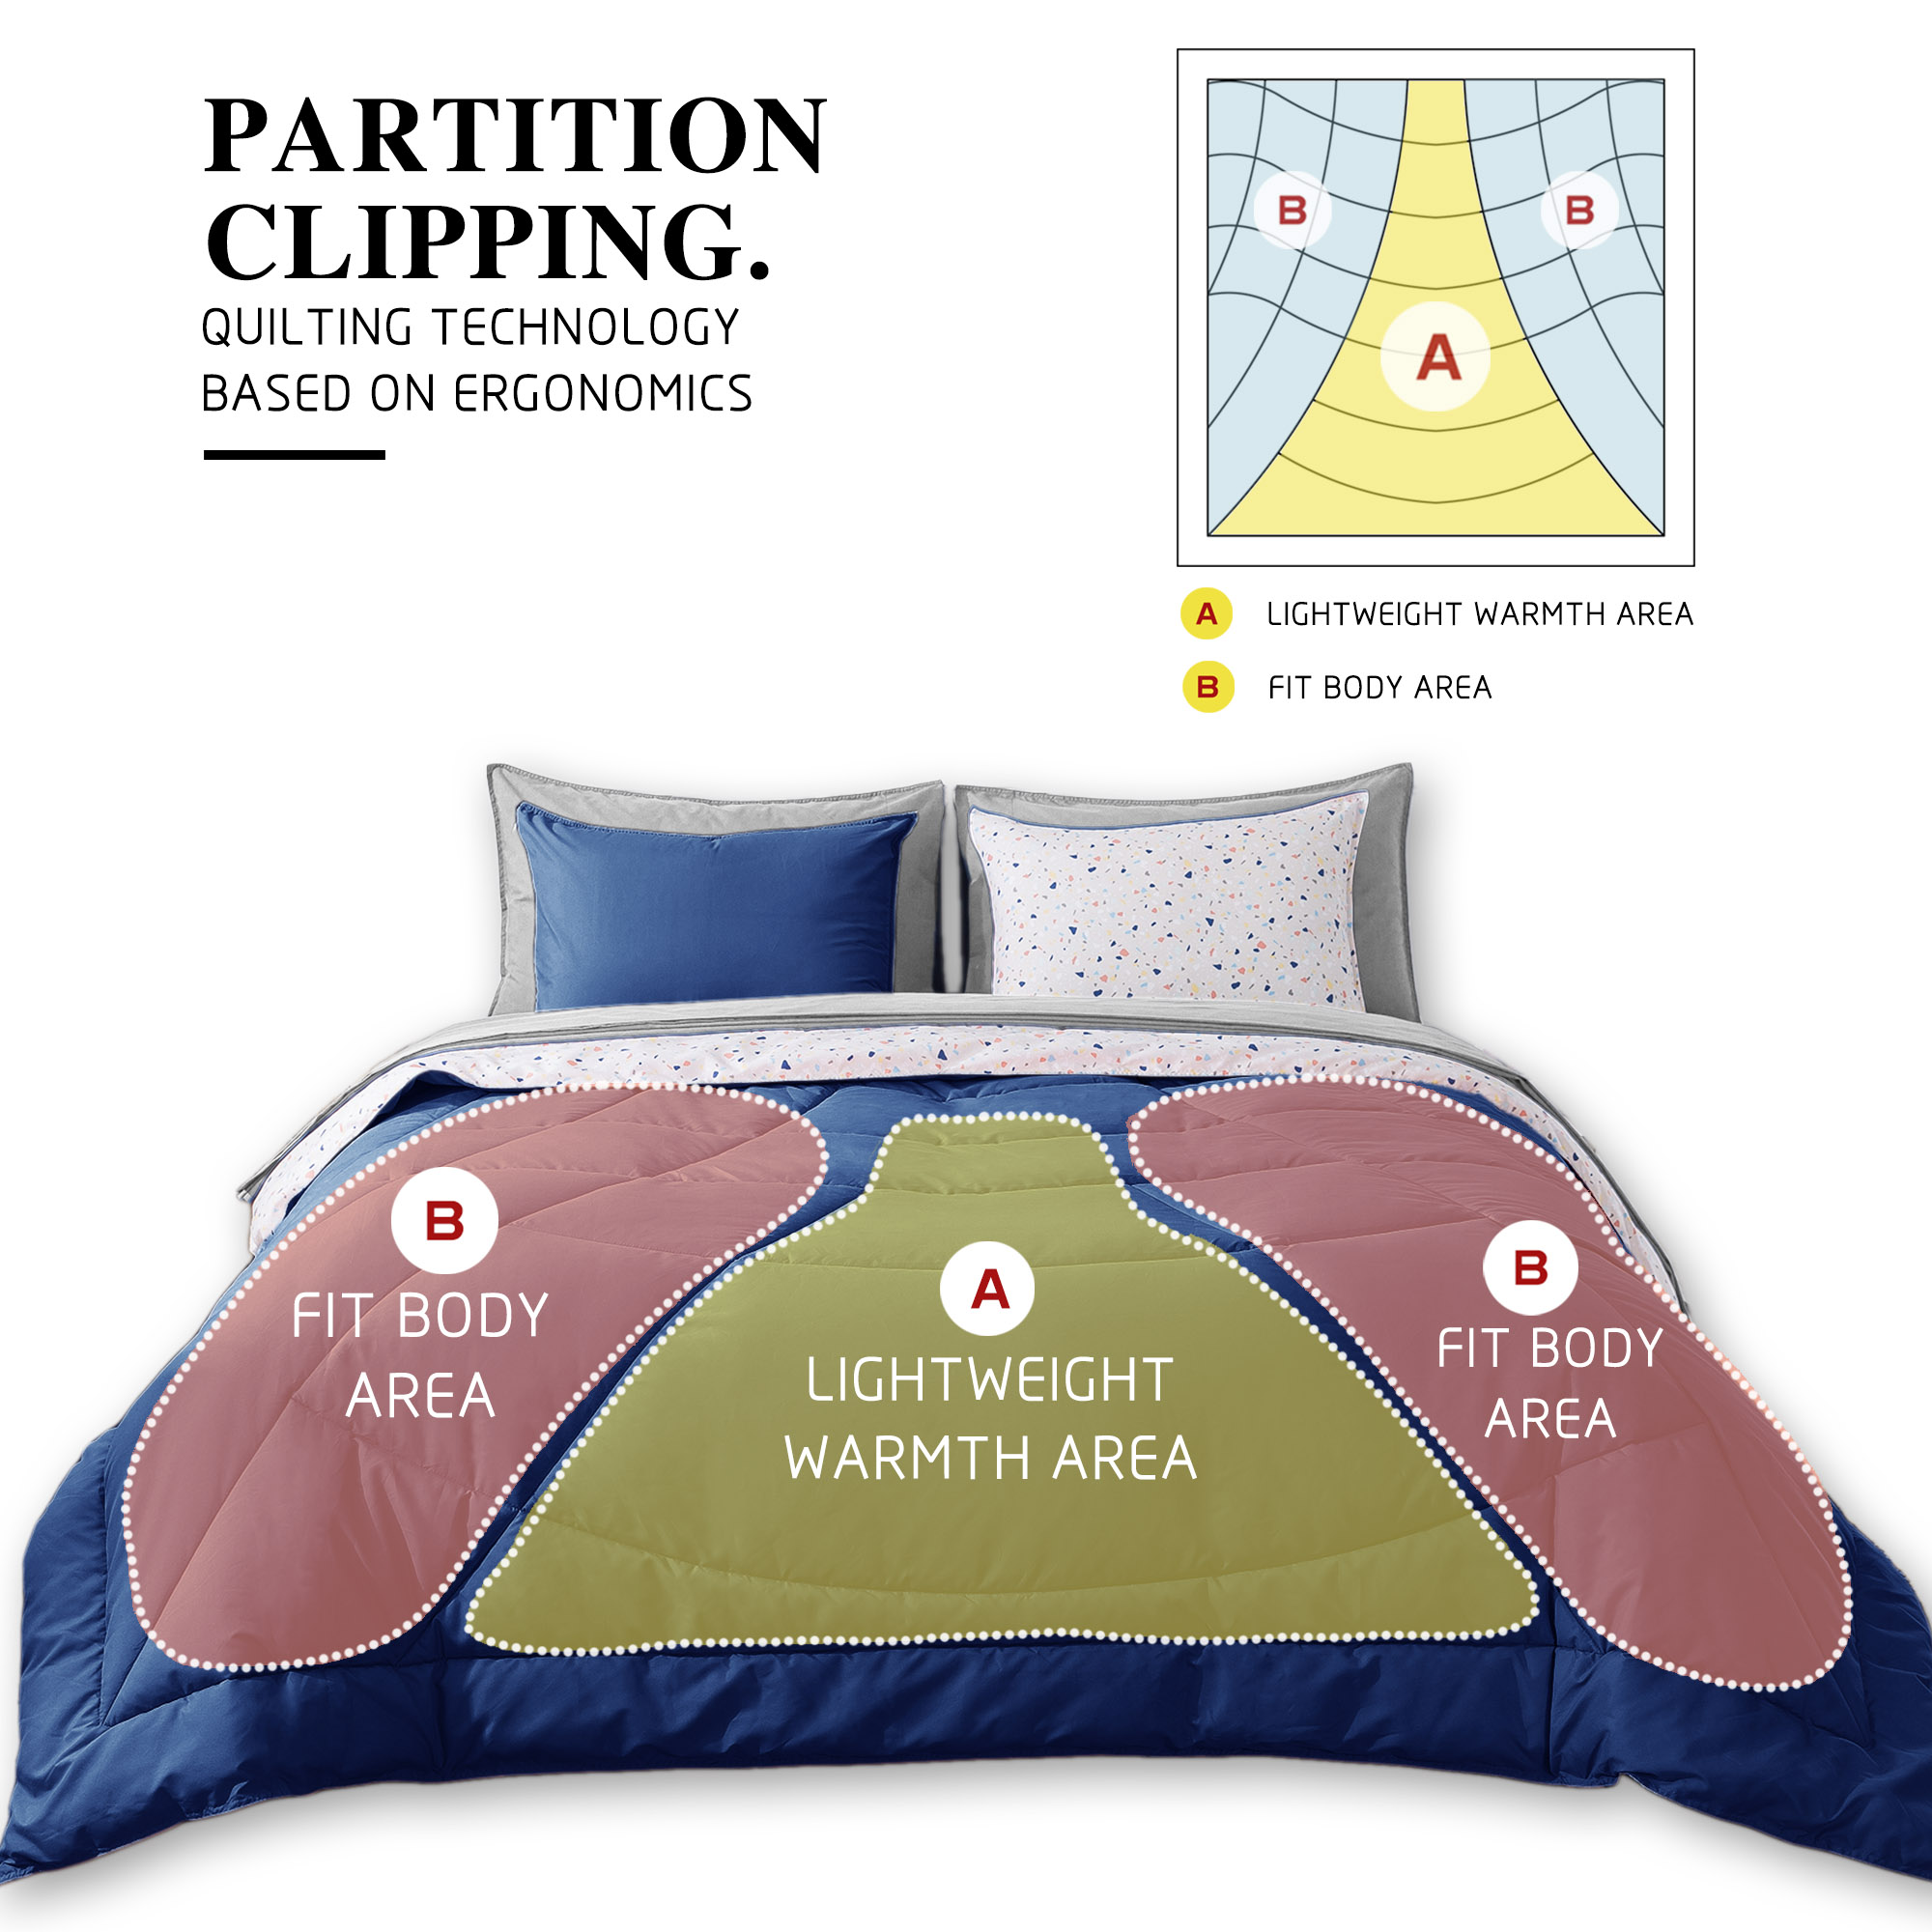 PARTITION
CLIPPING.
QUILTING TECHNOLOGY
BASED ON ERGONOMICS
B
B
A
A LIGHTWEIGHT WARMTH AREA
B FIT BODY AREA
B
FIT BODY
AREA
A
LIGHTWEIGHT
WARMTH AREA
B
FIT BODY
AREA